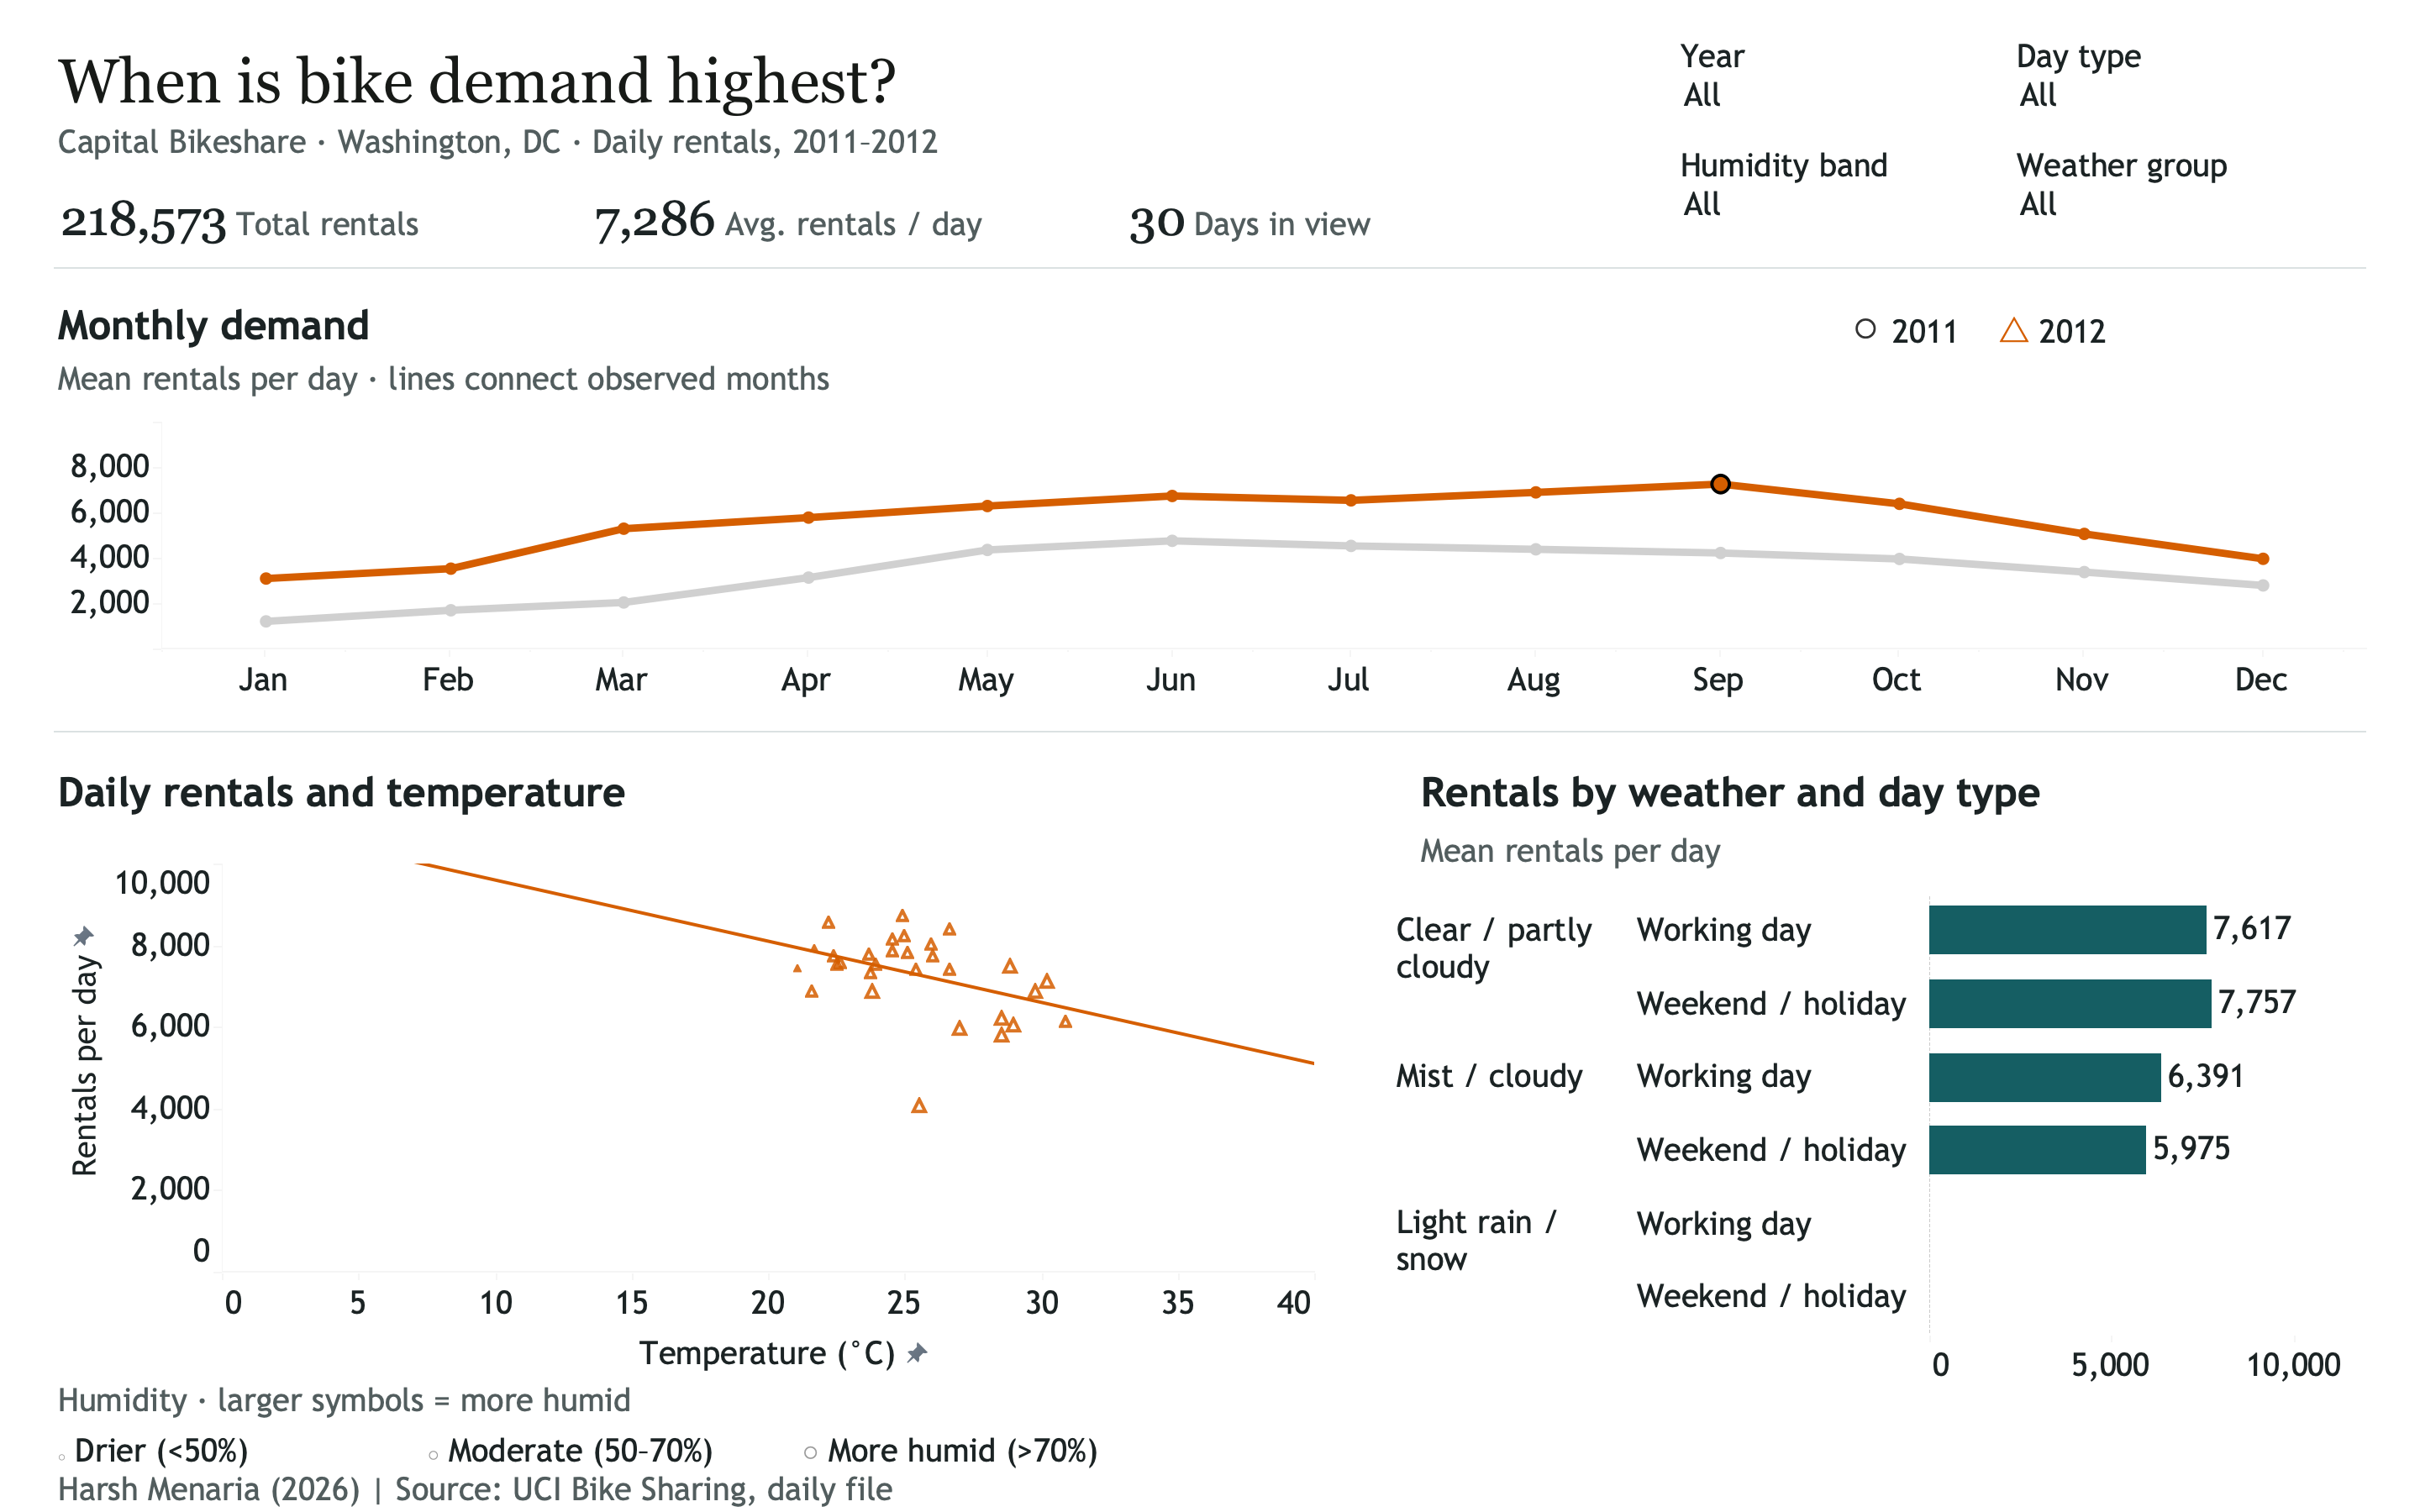 When is bike demand highest?
Capital Bikeshare · Washington, DC · Daily rentals, 2011–2012
Year
All
Day type
All
Humidity band
All
Weather group
All
218,573 Total rentals
7,286 Avg. rentals / day
30 Days in view
Monthly demand
2011
2012
Mean rentals per day · lines connect observed months
8,000
6,000
4,000
2,000
Jan Feb Mar Apr May Jun Jul Aug Sep Oct Nov Dec
Daily rentals and temperature
Rentals per day
10,000
8,000
6,000
4,000
2,000
0
0 5 10 15 20 25 30 35 40
Temperature (°C)
Humidity · larger symbols = more humid
Drier (<50%)
Moderate (50–70%)
More humid (>70%)
Rentals by weather and day type
Mean rentals per day
Clear / partly
cloudy
Working day 7,617
Weekend / holiday 7,757
Mist / cloudy
Working day 6,391
Weekend / holiday 5,975
Light rain /
snow
Working day
Weekend / holiday
0 5,000 10,000
Harsh Menaria (2026) | Source: UCI Bike Sharing, daily file